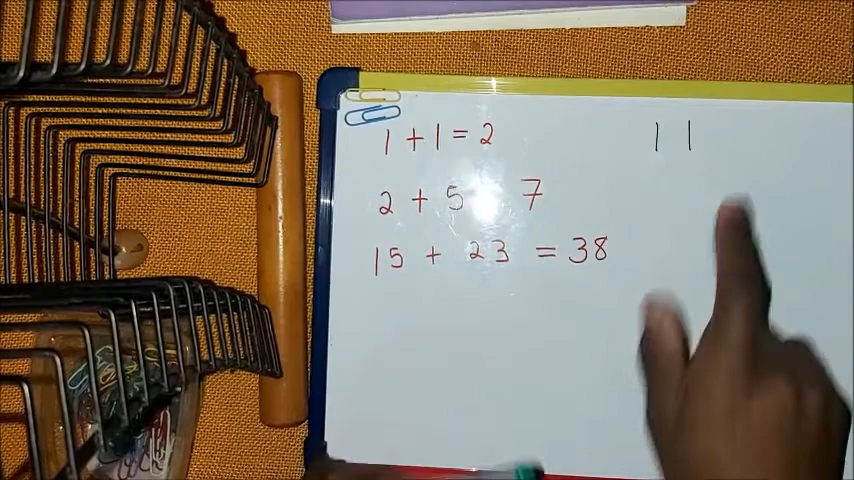 1 + 1 = 2
1 1
2 + 5 7
15 + 23 = 38